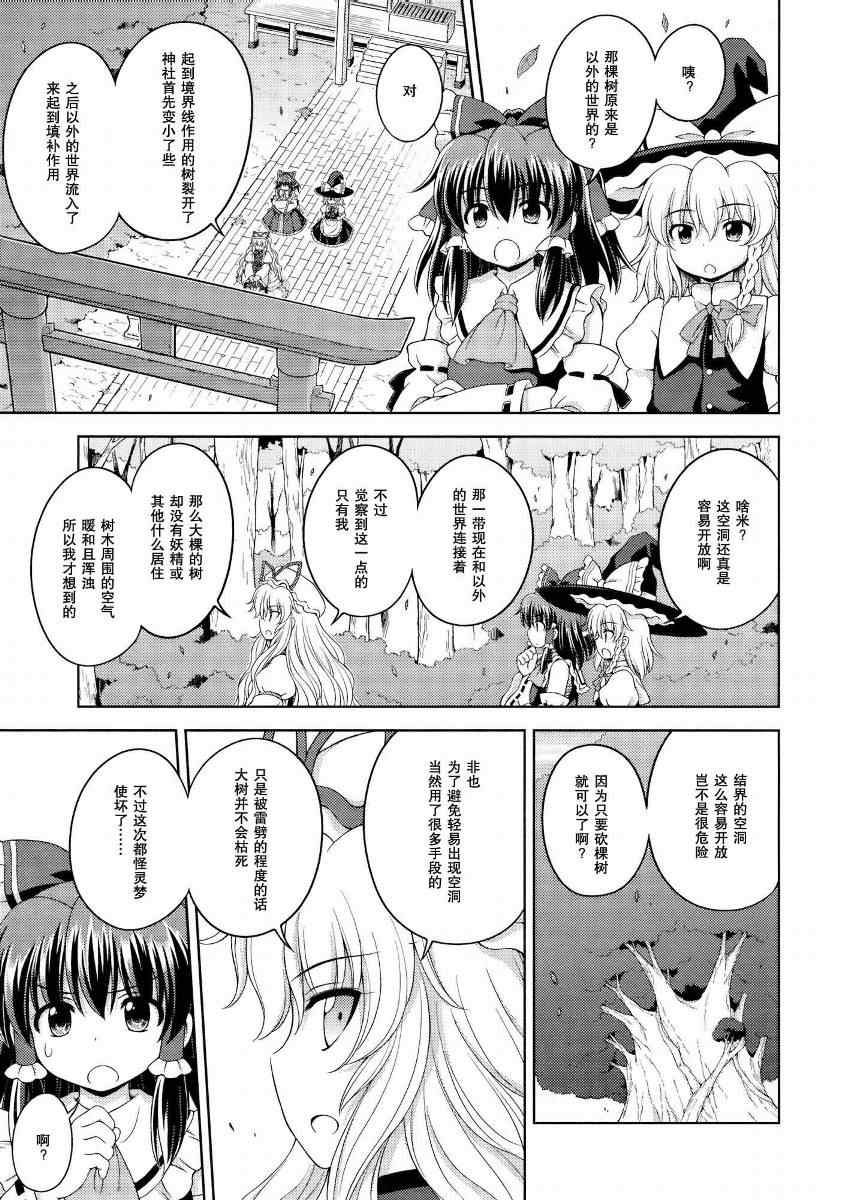 咦？
那棵树原来是
以外的世界的？
对
起到境界线作用的树裂开了
神社首先变小了些
之后以外的世界流入了
来起到填补作用
啥米？
这空洞还真是
容易开放啊
那一带现在和以外
的世界连接着
不过
觉察到这一点的
只有我
那么大棵的树
却没有妖精或
其他什么居住
树木周围的空气
暖和且浑浊
所以我才想到的
结界的空洞
这么容易开放
岂不是很危险
因为只要砍棵树
就可以了啊？
非也
为了避免轻易出现空洞
当然用了很多手段的
只是被雷劈的程度的话
大树并不会枯死
不过这次都怪灵梦
使坏了……
啊？